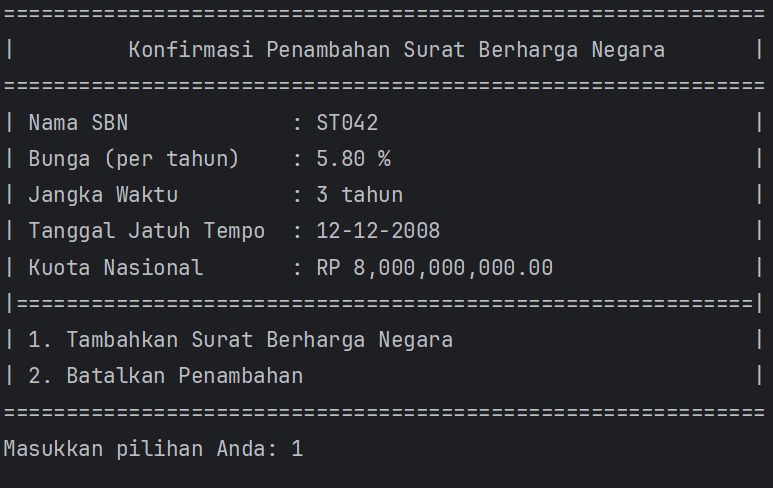 =============================================================
|         Konfirmasi Penambahan Surat Berharga Negara       |
=============================================================
| Nama SBN             : ST042                              |
| Bunga (per tahun)    : 5.80 %                             |
| Jangka Waktu         : 3 tahun                            |
| Tanggal Jatuh Tempo  : 12-12-2008                         |
| Kuota Nasional       : RP 8,000,000,000.00                |
|===========================================================|
| 1. Tambahkan Surat Berharga Negara                        |
| 2. Batalkan Penambahan                                    |
=============================================================
Masukkan pilihan Anda: 1